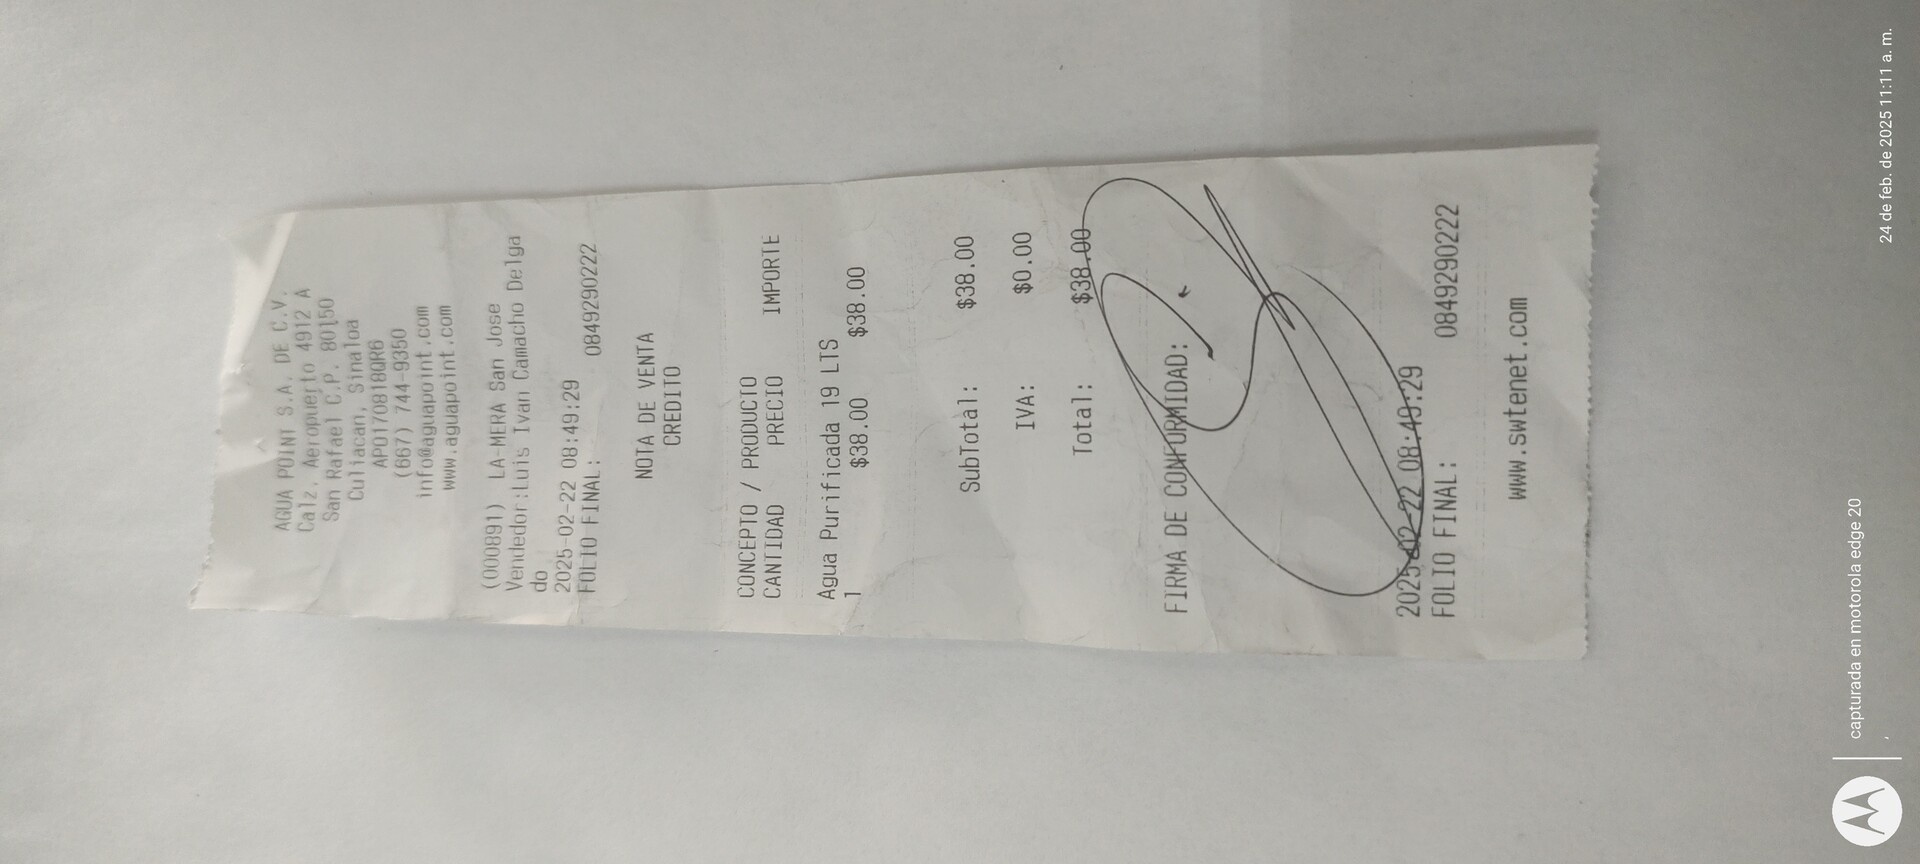 AGUA POINT S.A. DE C.V.
Calz. Aeropuerto 4912 A
San Rafael C.P. 80150
Culiacan, Sinaloa
APO170818QR6
(667) 744-9350
info@aguapoint.com
www.aguapoint.com
(000891) LA-MERA San Jose
Vendedor:Luis Ivan Camacho Delga
do
2025-02-22 08:49:29
FOLIO FINAL: 0849290222
NOTA DE VENTA
CREDITO
CONCEPTO / PRODUCTO
CANTIDAD PRECIO IMPORTE
Agua Purificada 19 LTS
1 $38.00 $38.00
SubTotal: $38.00
IVA: $0.00
Total: $38.00
FIRMA DE CONFORMIDAD:
2025-02-22 08:49:29
FOLIO FINAL: 0849290222
www.swtenet.com
capturada en motorola edge 20
24 de feb. de 2025 11:11 a. m.